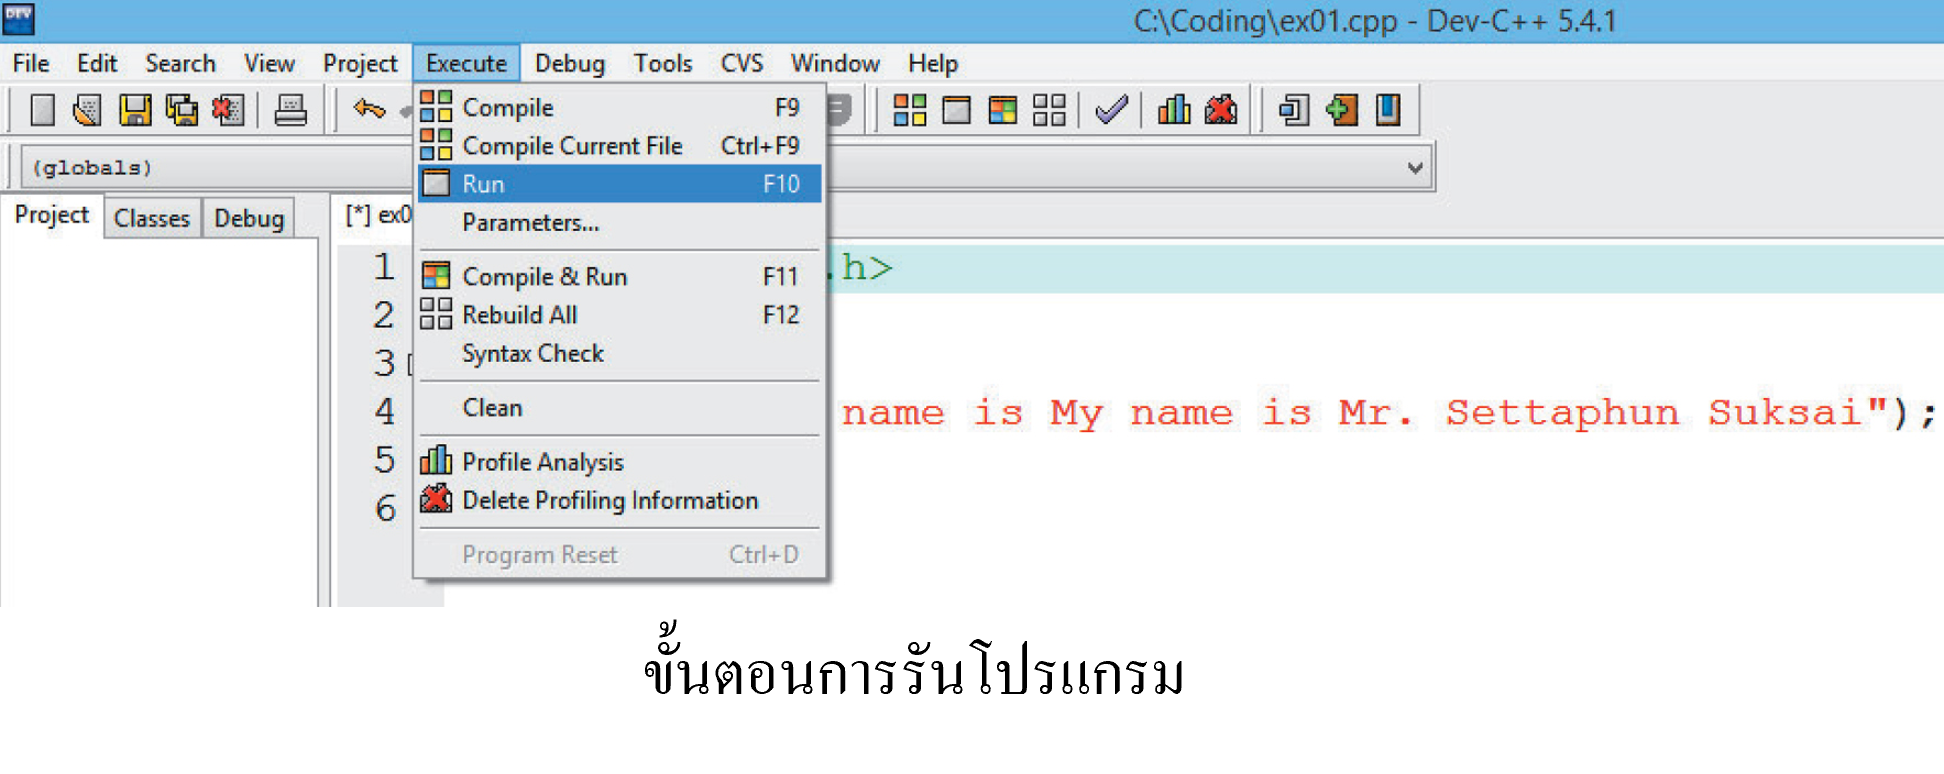 DEV
C:\Coding\ex01.cpp - Dev-C++ 5.4.1
File Edit Search View Project Execute Debug Tools CVS Window Help
Compile F9
Compile Current File Ctrl+F9
(globals)
Run F10
Project Classes Debug
[*] ex0
Parameters...
1 .h>
Compile & Run F11
2
Rebuild All F12
3
Syntax Check
4 name is My name is Mr. Settaphun Suksai");
Clean
5
Profile Analysis
6
Delete Profiling Information
Program Reset Ctrl+D
ขั้นตอนการรันโปรแกรม